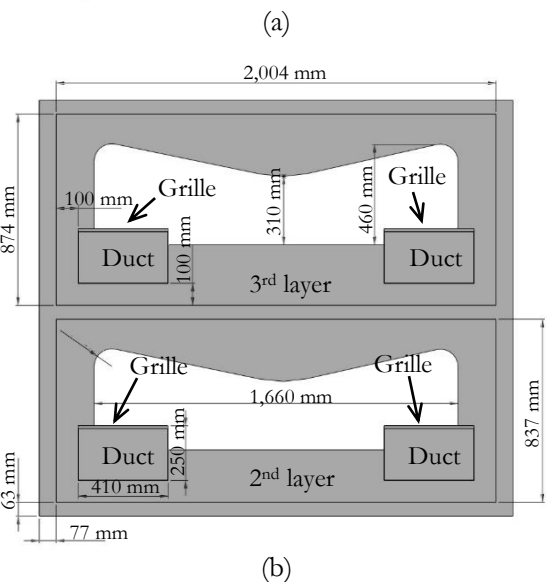 (a)
2,004 mm
100 mm
Grille
Grille
310 mm
460 mm
874 mm
100 mm
Duct
Duct
3rd layer
Grille
Grille
1,660 mm
837 mm
Duct
250 mm
Duct
410 mm
2nd layer
63 mm
77 mm
(b)